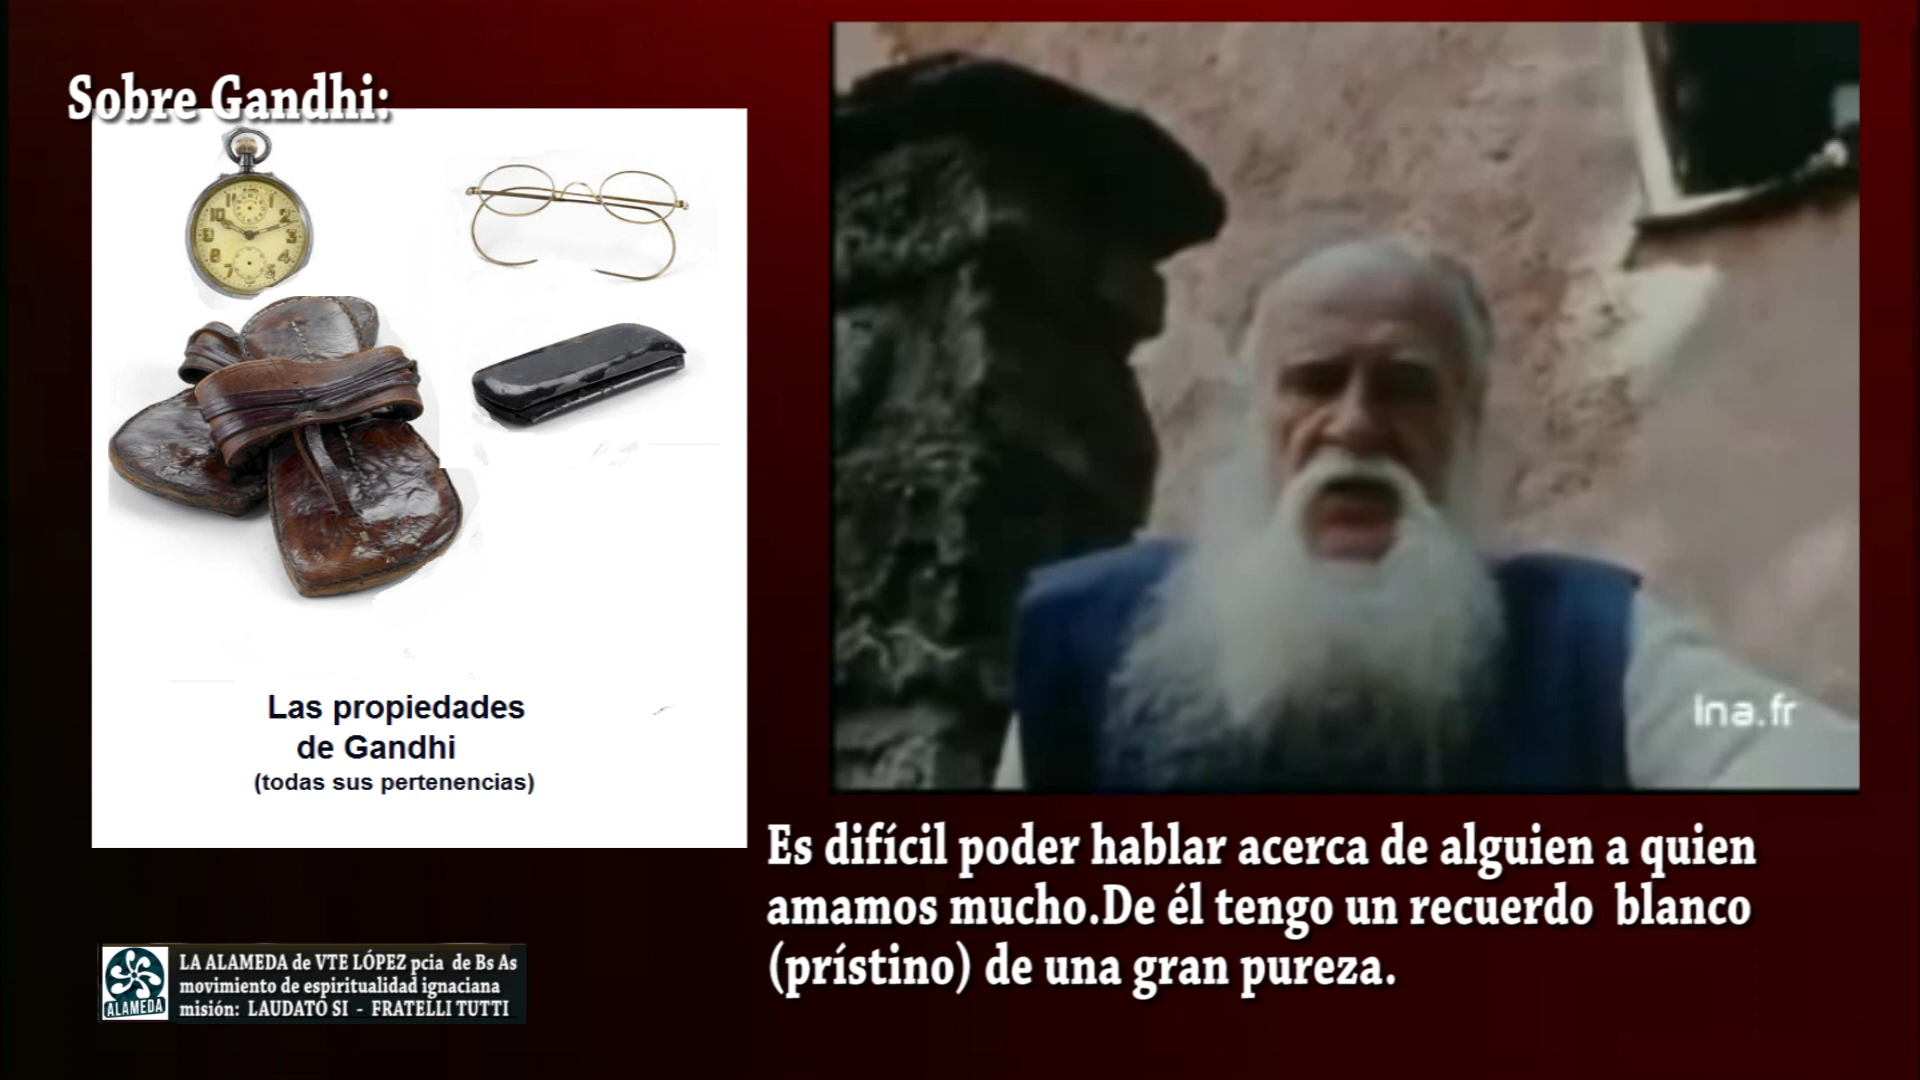 Sobre Gandhi:
Las propiedades
de Gandhi
(todas sus pertenencias)
ina.fr
Es difícil poder hablar acerca de alguien a quien
amamos mucho.De él tengo un recuerdo blanco
(prístino) de una gran pureza.
ALAMEDA
LA ALAMEDA de VTE LÓPEZ pcia de Bs As
movimiento de espiritualidad ignaciana
misión: LAUDATO SI - FRATELLI TUTTI